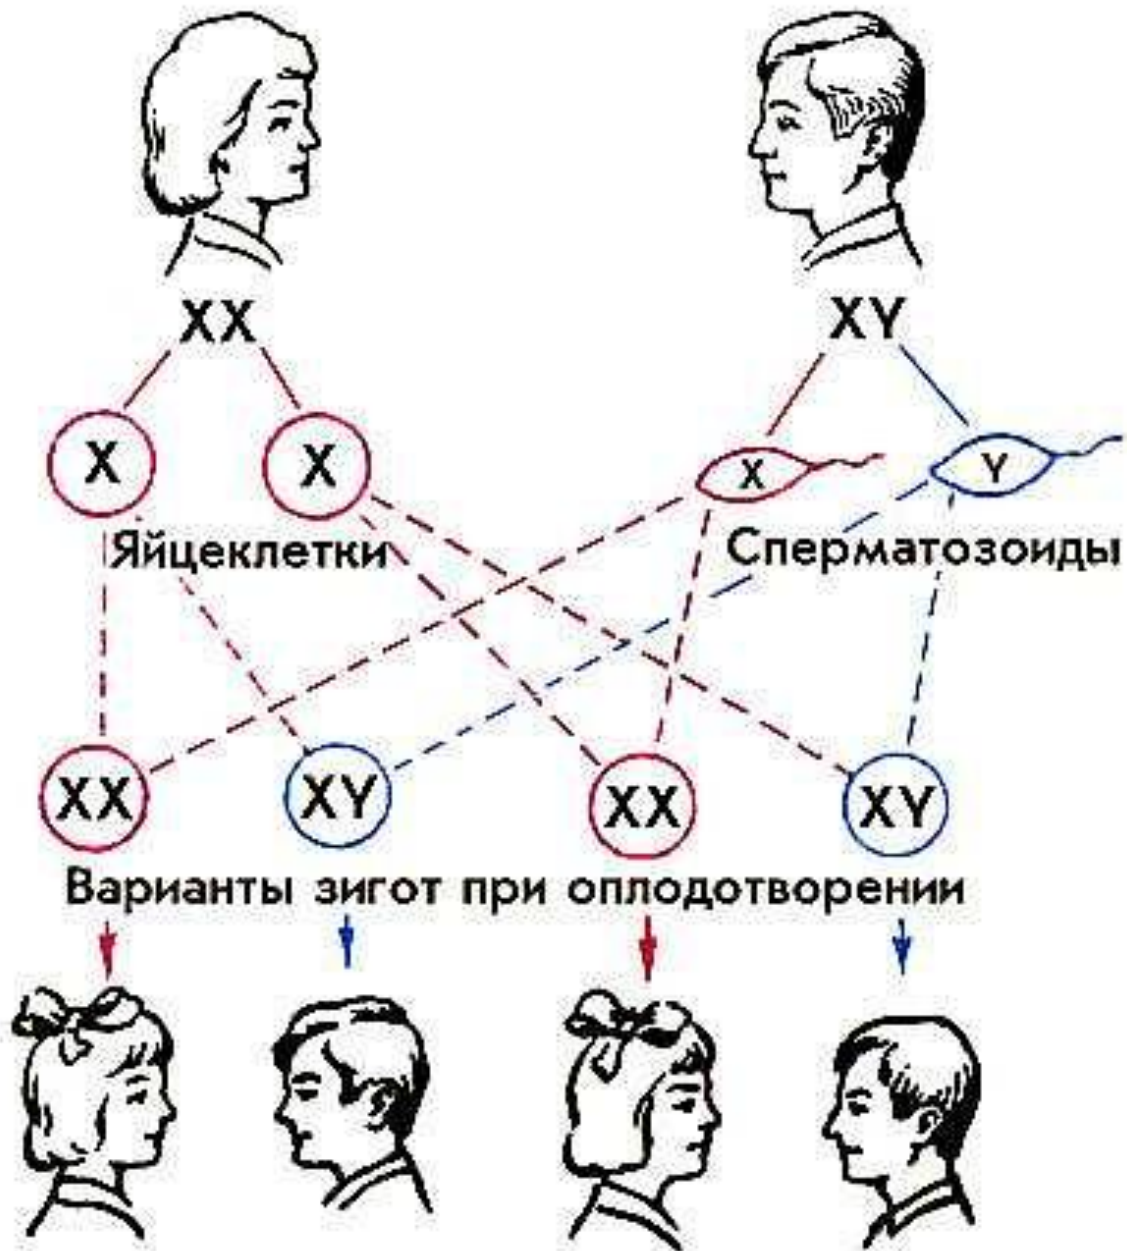 XX XY
X X X Y
Яйцеклетки Сперматозоиды
XX XY XX XY
Варианты зигот при оплодотворении